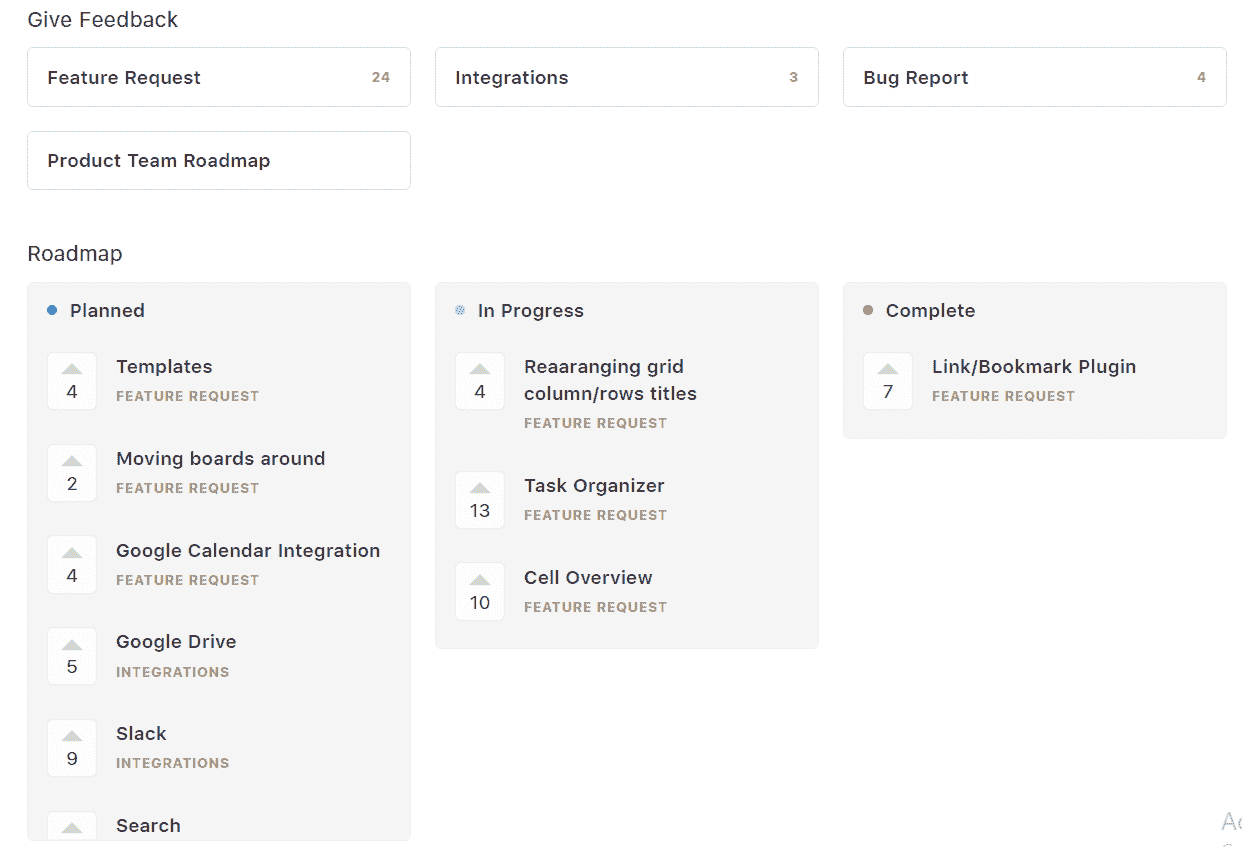 Give Feedback
Feature Request 24
Integrations 3
Bug Report 4
Product Team Roadmap
Roadmap
Planned
4
Templates
FEATURE REQUEST
2
Moving boards around
FEATURE REQUEST
4
Google Calendar Integration
FEATURE REQUEST
5
Google Drive
INTEGRATIONS
9
Slack
INTEGRATIONS
Search
In Progress
4
Reaaranging grid
column/rows titles
FEATURE REQUEST
13
Task Organizer
FEATURE REQUEST
10
Cell Overview
FEATURE REQUEST
Complete
7
Link/Bookmark Plugin
FEATURE REQUEST